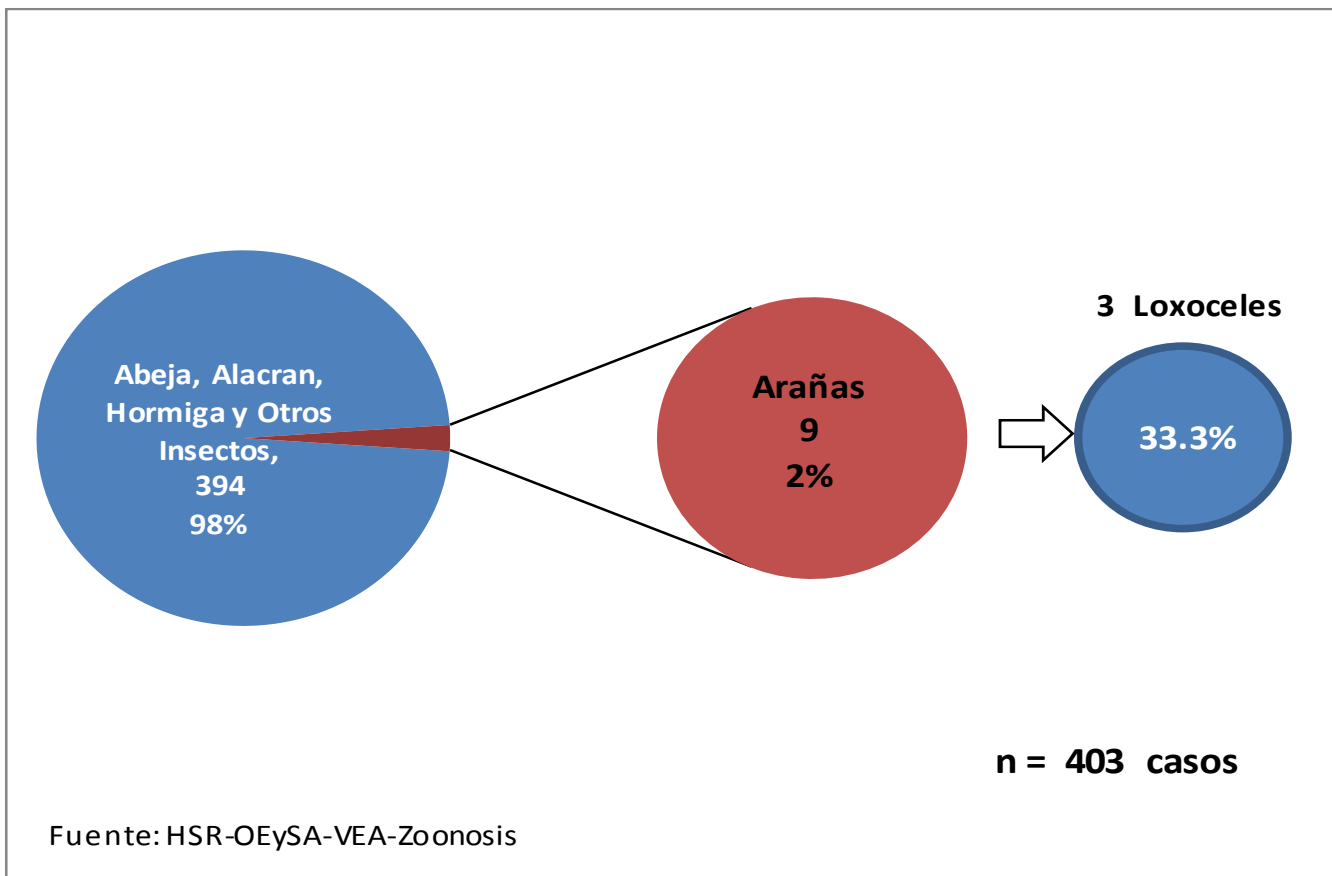 Abeja, Alacran,
Hormiga y Otros
Insectos,
394
98%
Arañas
9
2%
3 Loxoceles
33.3%
n = 403 casos
Fuente: HSR-OEySA-VEA-Zoonosis